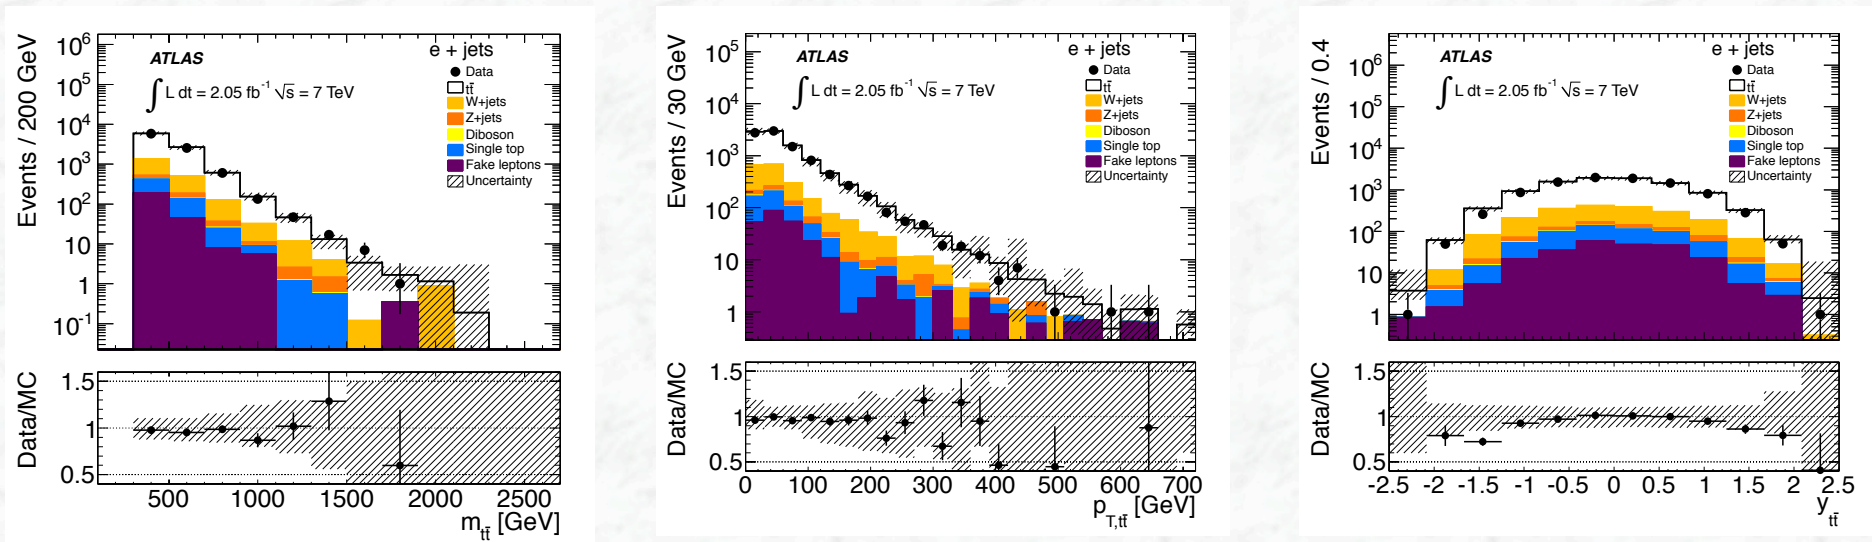 Events / 200 GeV
10⁶
10⁵
10⁴
10³
10²
10
1
10⁻¹
ATLAS
∫ L dt = 2.05 fb⁻¹ √s = 7 TeV
e + jets
Data
tt̄
W+jets
Z+jets
Diboson
Single top
Fake leptons
Uncertainty
Data/MC
1.5
1
0.5
500 1000 1500 2000 2500
m_tt̄ [GeV]
Events / 30 GeV
10⁵
10⁴
10³
10²
10
1
ATLAS
∫ L dt = 2.05 fb⁻¹ √s = 7 TeV
e + jets
Data
tt̄
W+jets
Z+jets
Diboson
Single top
Fake leptons
Uncertainty
Data/MC
1.5
1
0.5
0 100 200 300 400 500 600 700
p_T,tt̄ [GeV]
Events / 0.4
10⁶
10⁵
10⁴
10³
10²
10
1
ATLAS
∫ L dt = 2.05 fb⁻¹ √s = 7 TeV
e + jets
Data
tt̄
W+jets
Z+jets
Diboson
Single top
Fake leptons
Uncertainty
Data/MC
1.5
1
0.5
-2.5 -2 -1.5 -1 -0.5 0 0.5 1 1.5 2 2.5
y_tt̄